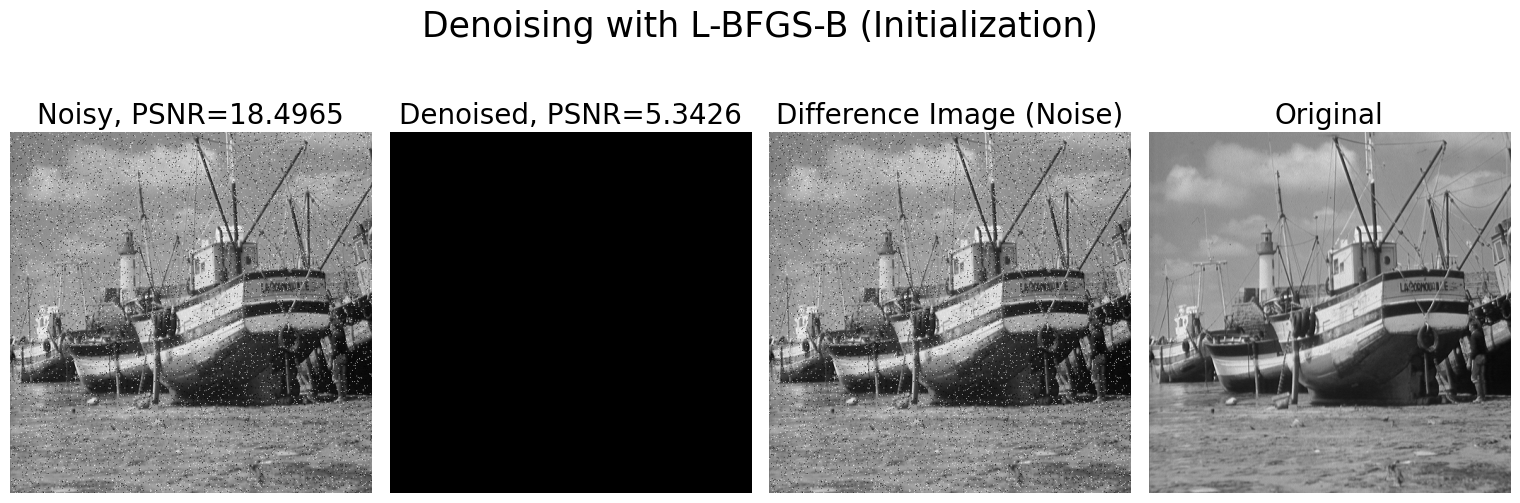 Denoising with L-BFGS-B (Initialization)
Noisy, PSNR=18.4965
Denoised, PSNR=5.3426
Difference Image (Noise)
Original